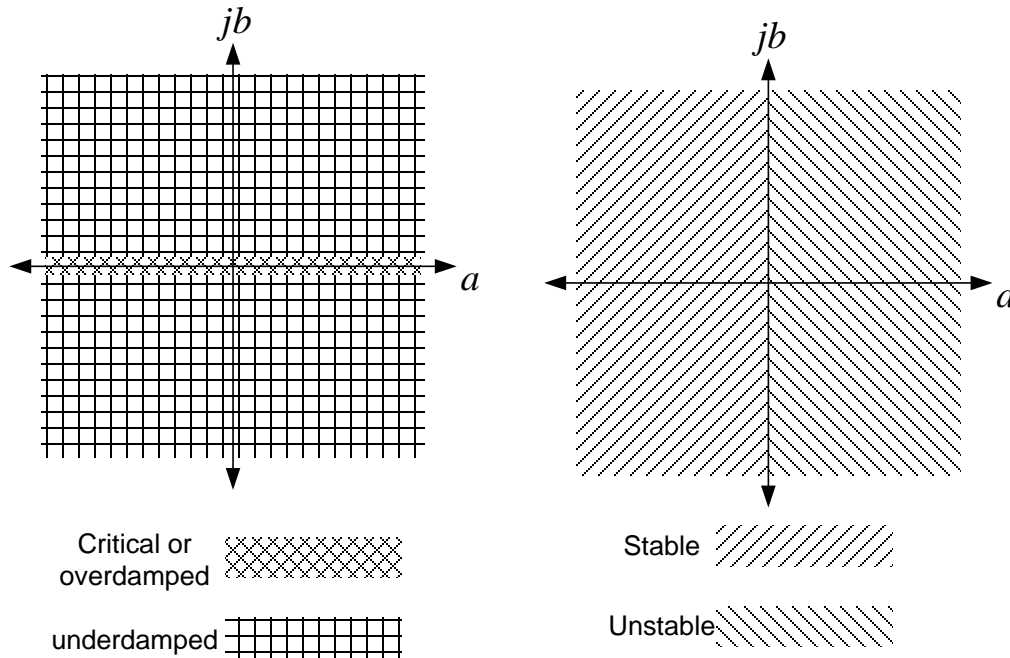 jb
a
Critical or
overdamped
underdamped
jb
a
Stable
Unstable